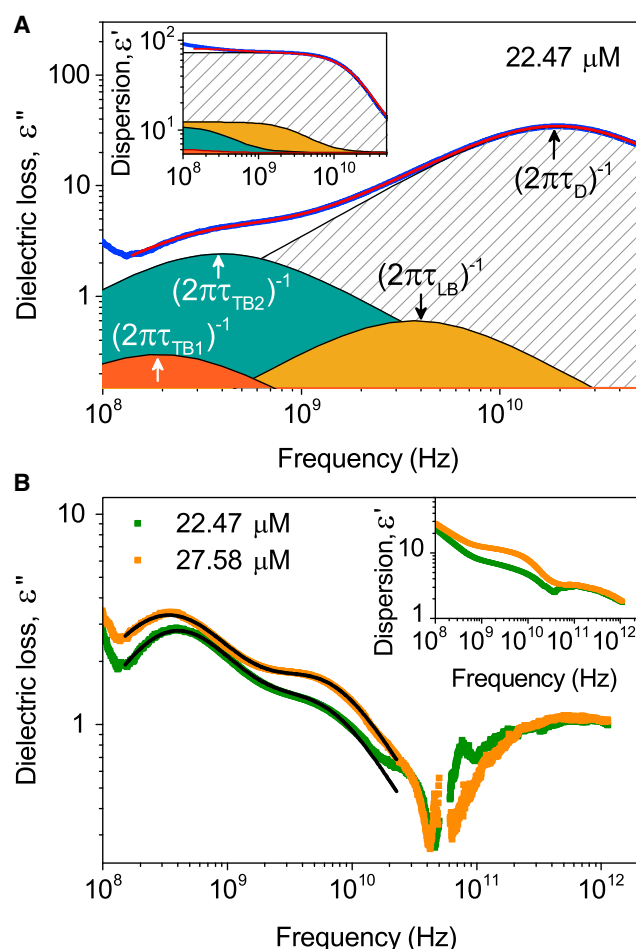 A
22.47 μM
Dielectric loss, ε"
100
10
1
Dispersion, ε'
10²
10¹
10⁸ 10⁹ 10¹⁰
(2πτ_D)⁻¹
(2πτ_LB)⁻¹
(2πτ_TB2)⁻¹
(2πτ_TB1)⁻¹
10⁸ 10⁹ 10¹⁰
Frequency (Hz)
B
22.47 μM
27.58 μM
Dielectric loss, ε"
10
1
Dispersion, ε'
10
1
10⁸ 10⁹ 10¹⁰ 10¹¹ 10¹²
Frequency (Hz)
10⁸ 10⁹ 10¹⁰ 10¹¹ 10¹²
Frequency (Hz)